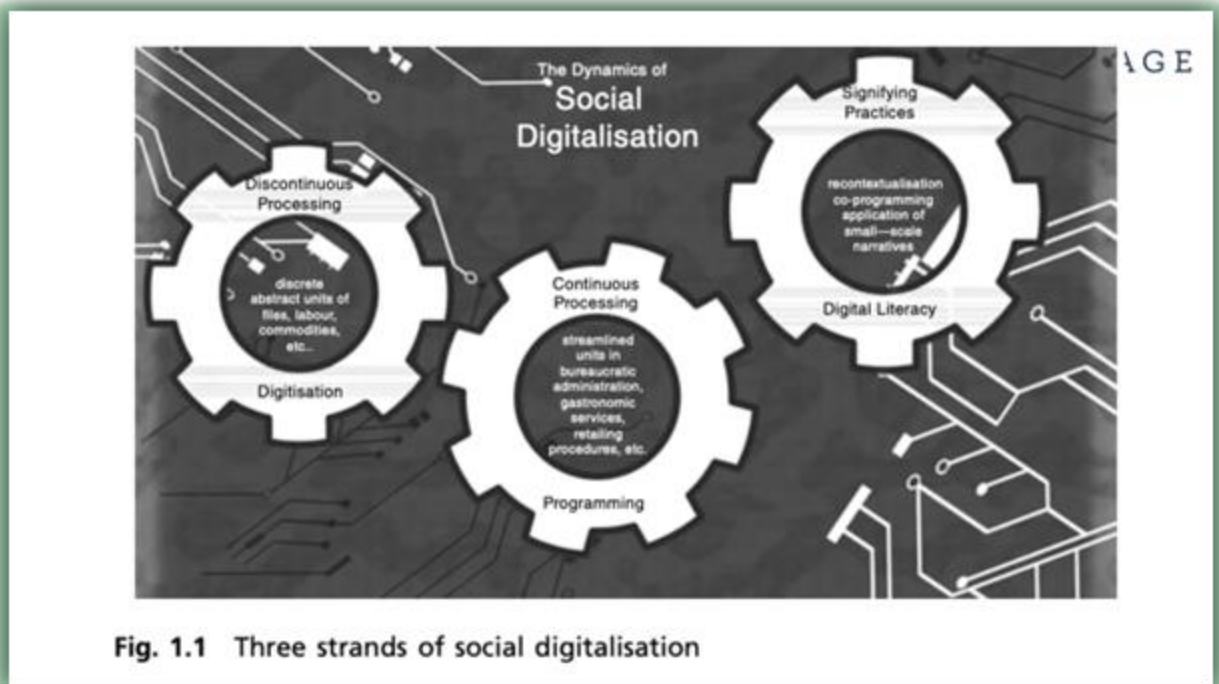 AGE
The Dynamics of
Social
Digitalisation
Discontinuous
Processing
discrete
abstract units of
files, labour,
commodities,
etc...
Digitisation
Continuous
Processing
streamlined
units in
bureaucratic
administration,
gastronomic
services,
retailing
procedures, etc.
Programming
Signifying
Practices
recontextualisation
co-programming
application of
small—scale
narratives
Digital Literacy
Fig. 1.1 Three strands of social digitalisation